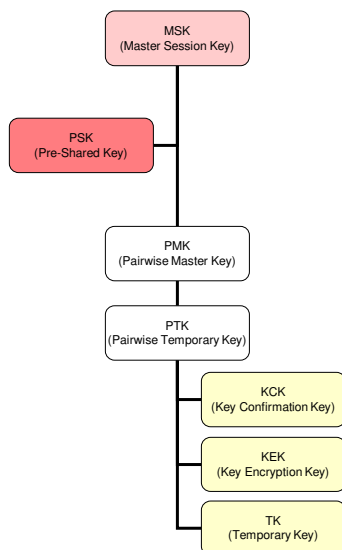 MSK
(Master Session Key)
PSK
(Pre-Shared Key)
PMK
(Pairwise Master Key)
PTK
(Pairwise Temporary Key)
KCK
(Key Confirmation Key)
KEK
(Key Encryption Key)
TK
(Temporary Key)